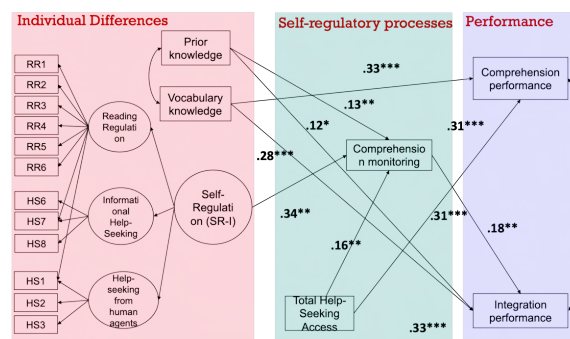 Individual Differences
Self-regulatory processes
Performance
RR1
RR2
RR3
RR4
RR5
RR6
HS6
HS7
HS8
HS1
HS2
HS3
Reading
Regulati
on
Informati
onal Help-
Seeking
Help-
seeking
from
human
agents
Prior
knowledge
Vocabulary
knowledge
Self-
Regulati
on (SR-I)
.33***
.13**
.12*
.28***
.34**
.16**
.31***
.31***
.18**
.33***
Comprehensio
n monitoring
Total Help-
Seeking
Access
Comprehension
performance
Integration
performance